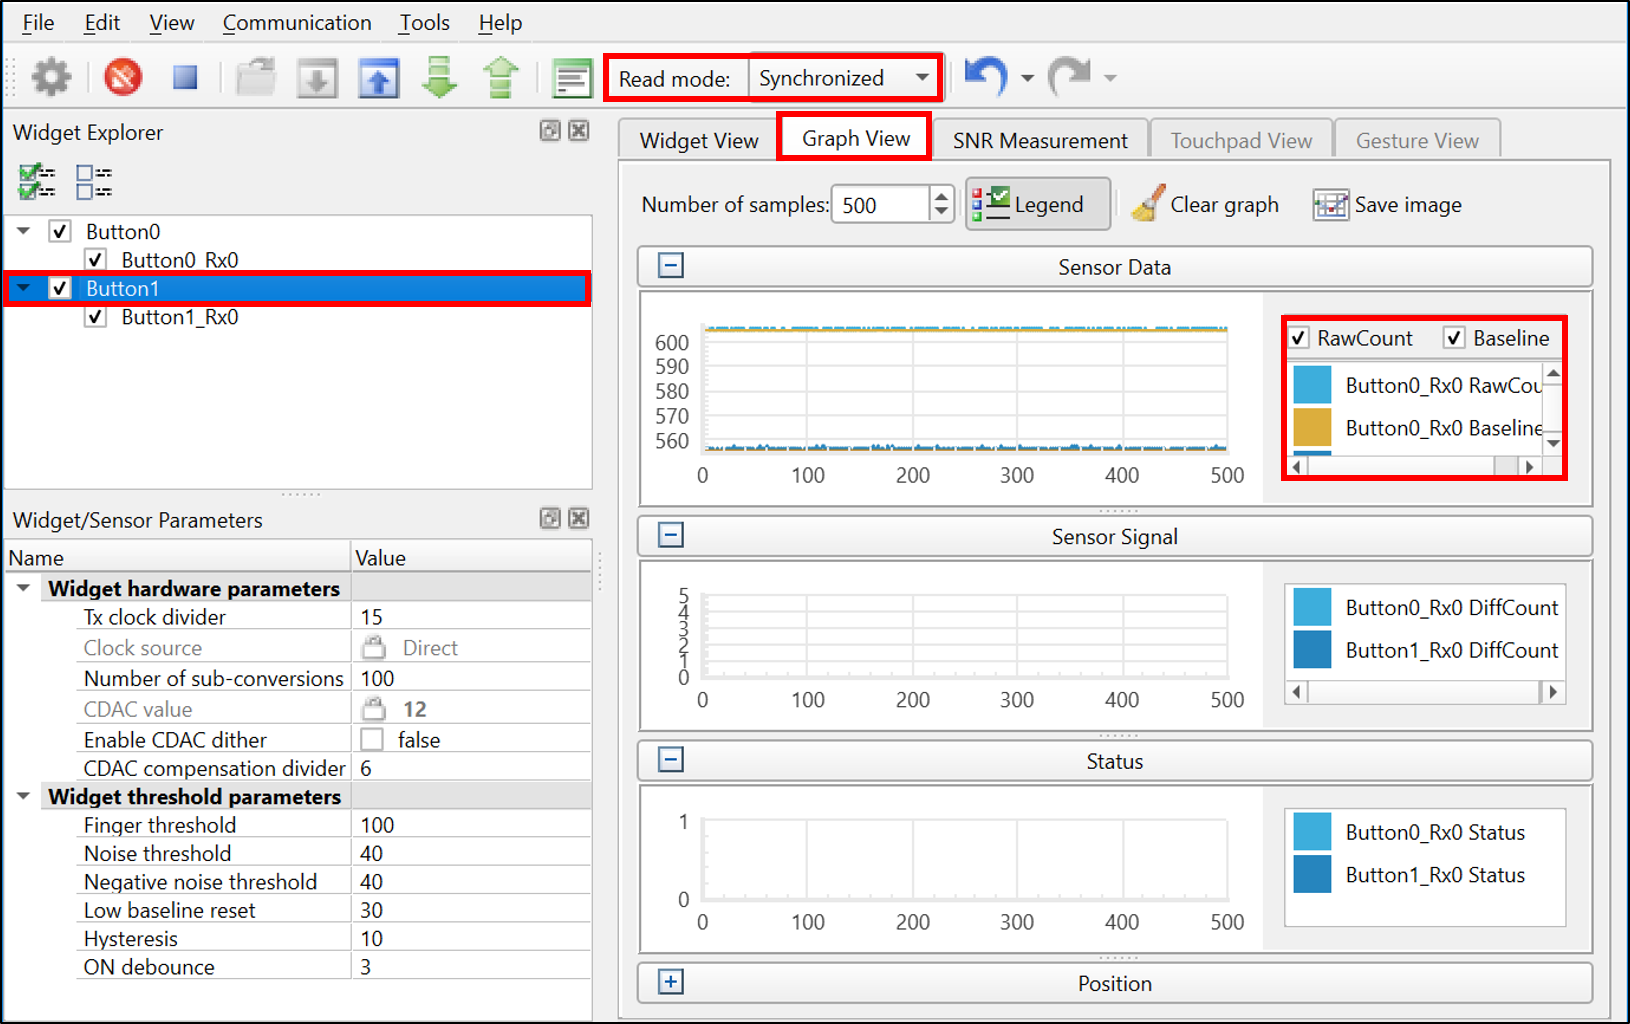 File Edit View Communication Tools Help
Read mode: Synchronized
Widget Explorer
Button0
Button0_Rx0
Button1
Button1_Rx0
Widget/Sensor Parameters
Name Value
Widget hardware parameters
Tx clock divider 15
Clock source Direct
Number of sub-conversions 100
CDAC value 12
Enable CDAC dither false
CDAC compensation divider 6
Widget threshold parameters
Finger threshold 100
Noise threshold 40
Negative noise threshold 40
Low baseline reset 30
Hysteresis 10
ON debounce 3
Widget View Graph View SNR Measurement Touchpad View Gesture View
Number of samples: 500 Legend Clear graph Save image
Sensor Data
600
590
580
570
560
0 100 200 300 400 500
RawCount Baseline
Button0_Rx0 RawCou
Button0_Rx0 Baseline
Sensor Signal
5
4
3
2
1
0
0 100 200 300 400 500
Button0_Rx0 DiffCount
Button1_Rx0 DiffCount
Status
1
0
0 100 200 300 400 500
Button0_Rx0 Status
Button1_Rx0 Status
Position